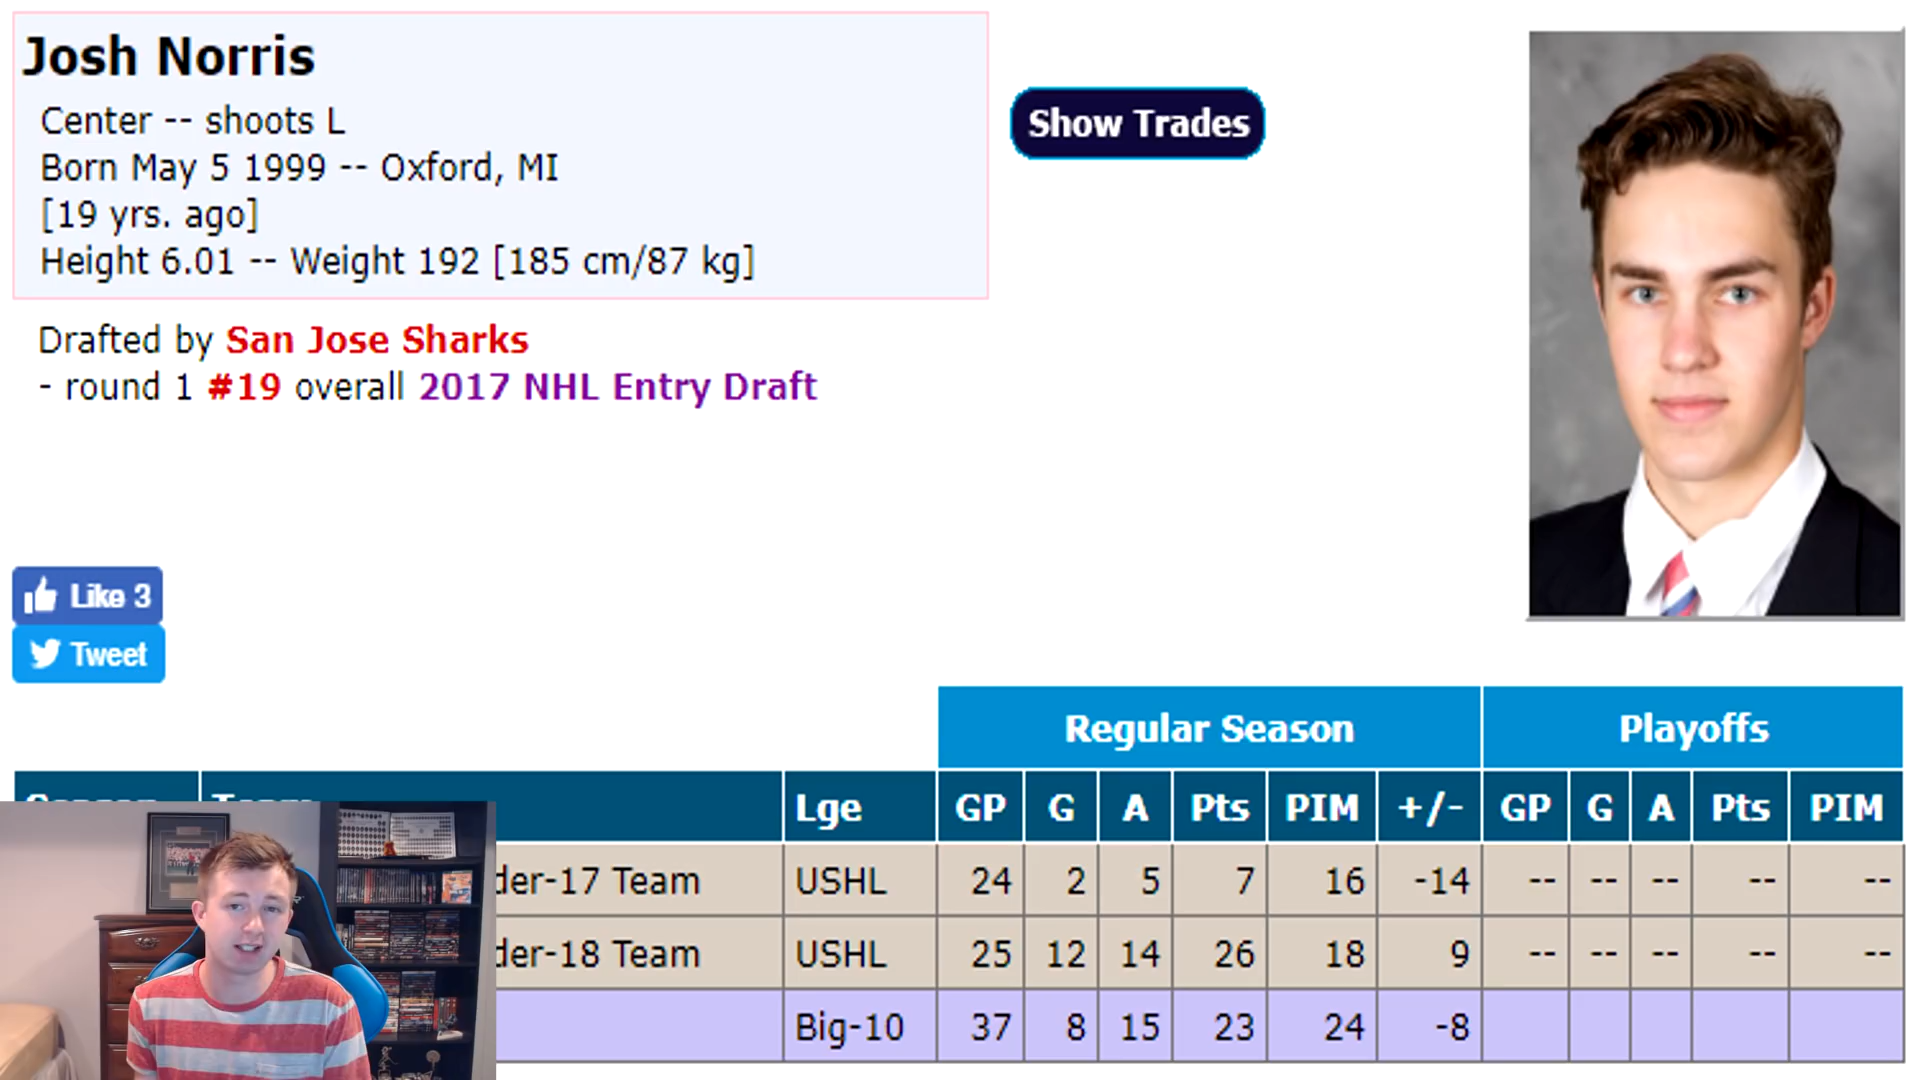 Josh Norris
Center -- shoots L
Born May 5 1999 -- Oxford, MI
[19 yrs. ago]
Height 6.01 -- Weight 192 [185 cm/87 kg]
Show Trades
Drafted by San Jose Sharks
- round 1 #19 overall 2017 NHL Entry Draft
Like 3
Tweet
Regular Season Playoffs
Season Team Lge GP G A Pts PIM +/- GP G A Pts PIM
der-17 Team USHL 24 2 5 7 16 -14 -- -- -- -- --
der-18 Team USHL 25 12 14 26 18 9 -- -- -- -- --
Big-10 37 8 15 23 24 -8